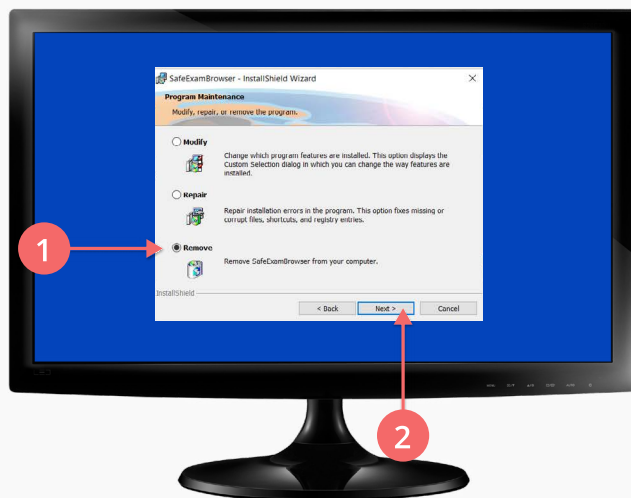 SafeExamBrowser - InstallShield Wizard
Program Maintenance
Modify, repair, or remove the program.
Modify
Change which program features are installed. This option displays the
Custom Selection dialog in which you can change the way features are
installed.
Repair
Repair installation errors in the program. This option fixes missing or
corrupt files, shortcuts, and registry entries.
1
Remove
Remove SafeExamBrowser from your computer.
InstallShield
< Back
Next >
Cancel
2